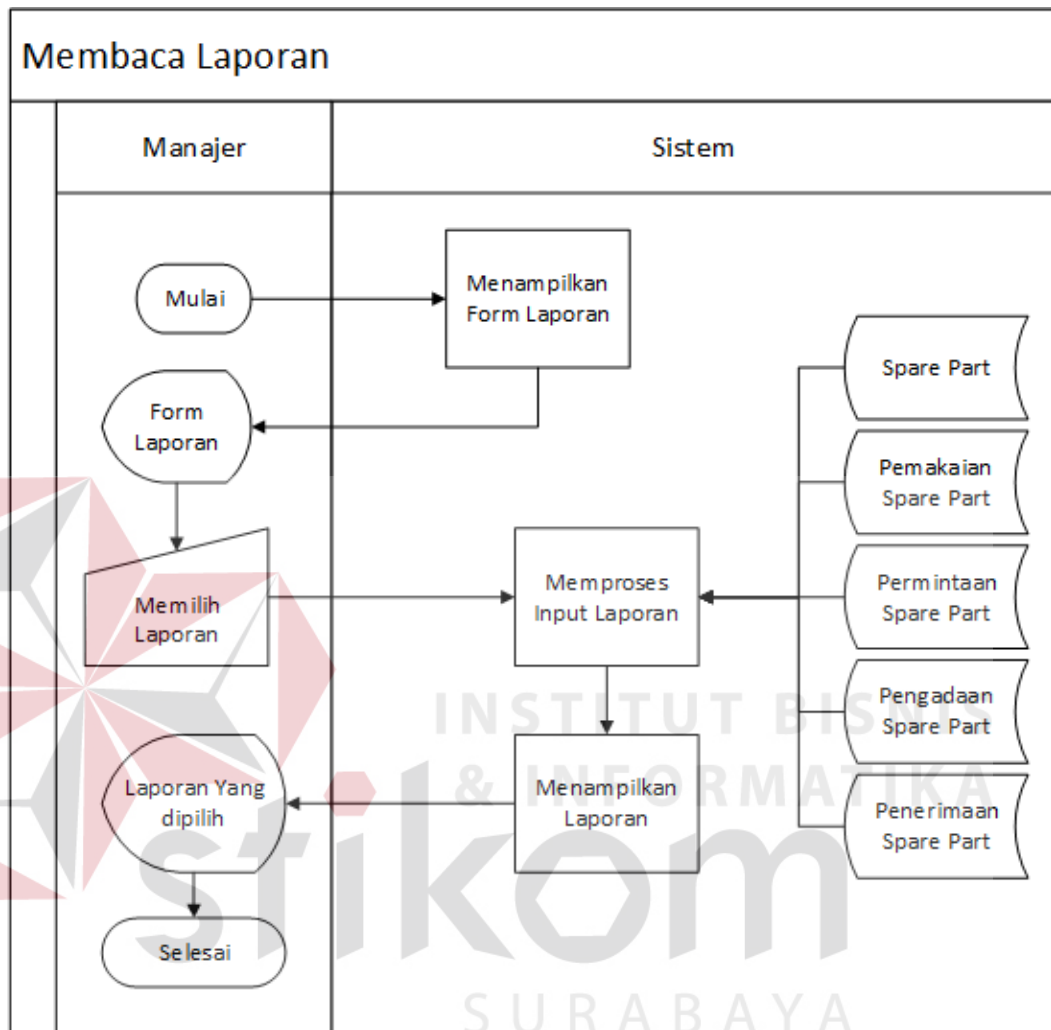 Membaca Laporan
Manajer
Sistem
Mulai
Menampilkan
Form Laporan
Form
Laporan
Spare Part
Pemakaian
Spare Part
Memilih
Laporan
Memproses
Input Laporan
Permintaan
Spare Part
Pengadaan
Spare Part
Laporan Yang
dipilih
Menampilkan
Laporan
Penerimaan
Spare Part
Selesai
INSTITUT BISNIS
& INFORMATIKA
stikom
SURABAYA